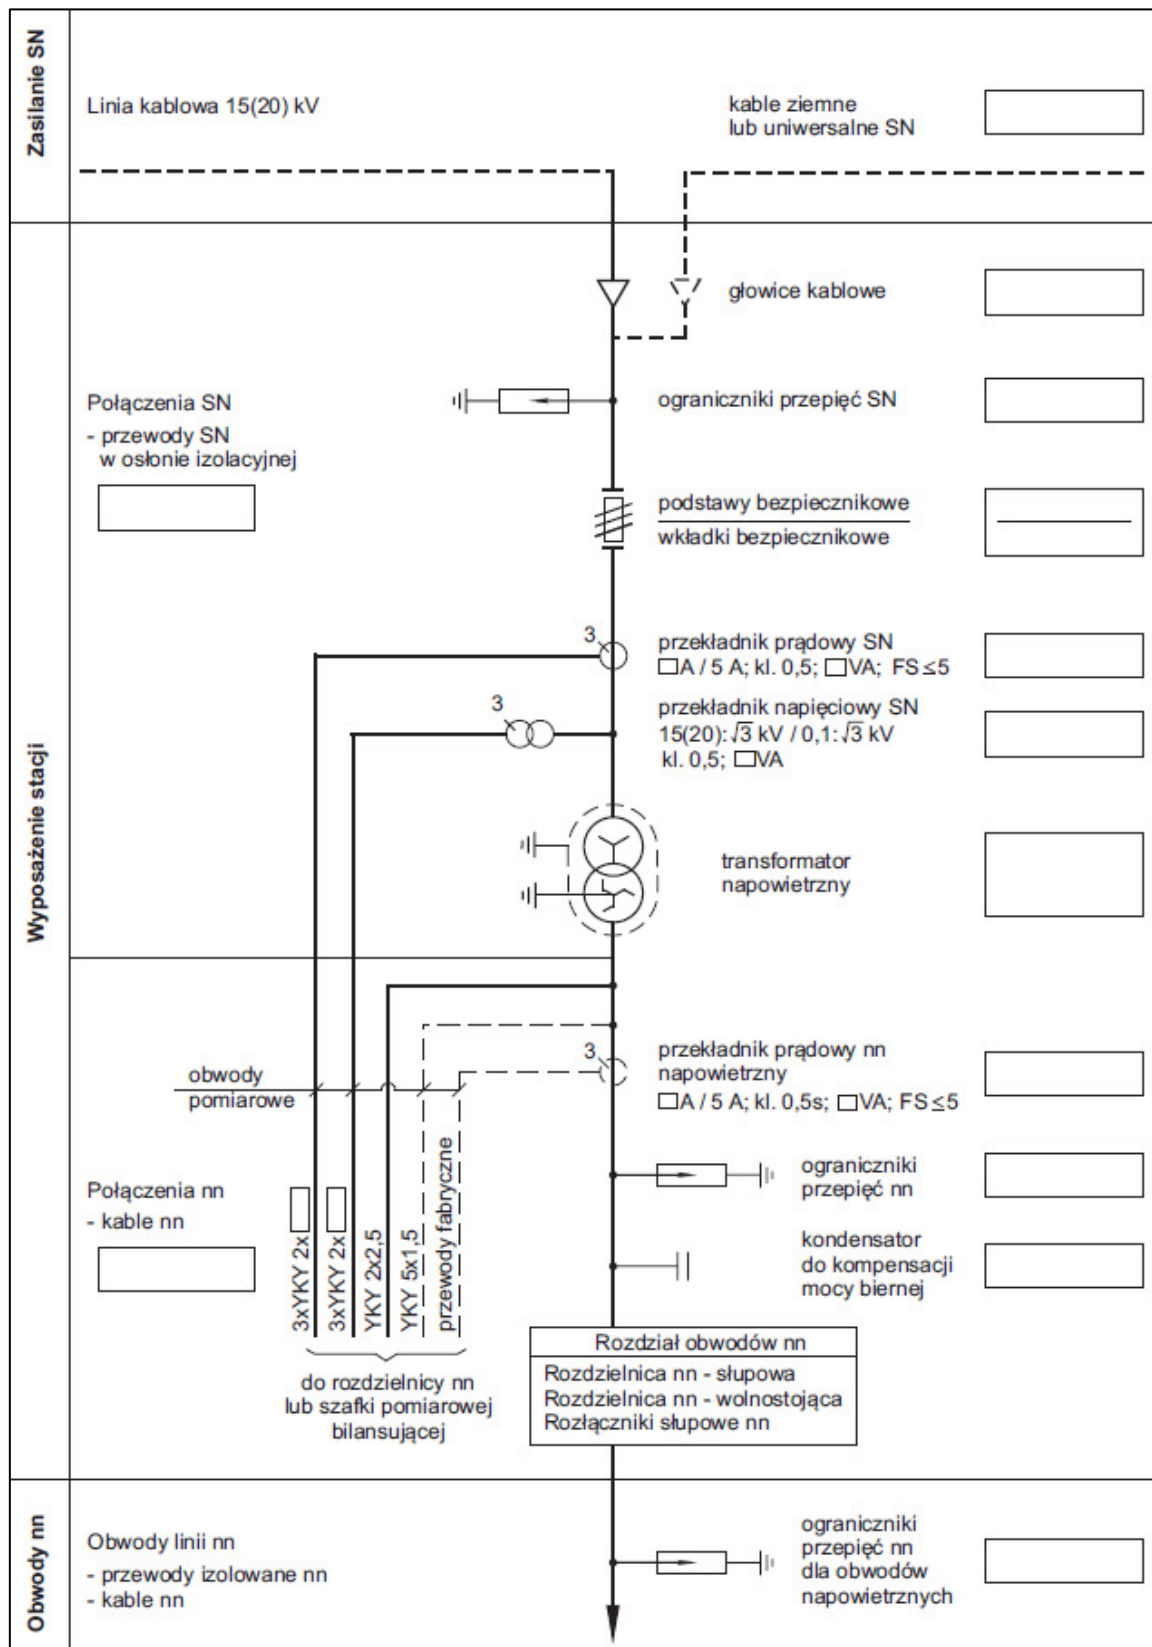 Zasilanie SN
Linia kablowa 15(20) kV
kable ziemne
lub uniwersalne SN
Wyposażenie stacji
głowice kablowe
Połączenia SN
- przewody SN
w osłonie izolacyjnej
ograniczniki przepięć SN
podstawy bezpiecznikowe
wkładki bezpiecznikowe
3
przekładnik prądowy SN
□A / 5 A; kl. 0,5; □VA; FS≤5
3
przekładnik napięciowy SN
15(20):√3 kV / 0,1:√3 kV
kl. 0,5; □VA
transformator
napowietrzny
obwody
pomiarowe
3
przekładnik prądowy nn
napowietrzny
□A / 5 A; kl. 0,5s; □VA; FS≤5
Połączenia nn
- kable nn
3xYKY 2x□
3xYKY 2x□
YKY 2x2,5
YKY 5x1,5
przewody fabryczne
ograniczniki
przepięć nn
kondensator
do kompensacji
mocy biernej
do rozdzielnicy nn
lub szafki pomiarowej
bilansującej
Rozdział obwodów nn
Rozdzielnica nn - słupowa
Rozdzielnica nn - wolnostojąca
Rozłączniki słupowe nn
Obwody nn
Obwody linii nn
- przewody izolowane nn
- kable nn
ograniczniki
przepięć nn
dla obwodów
napowietrznych